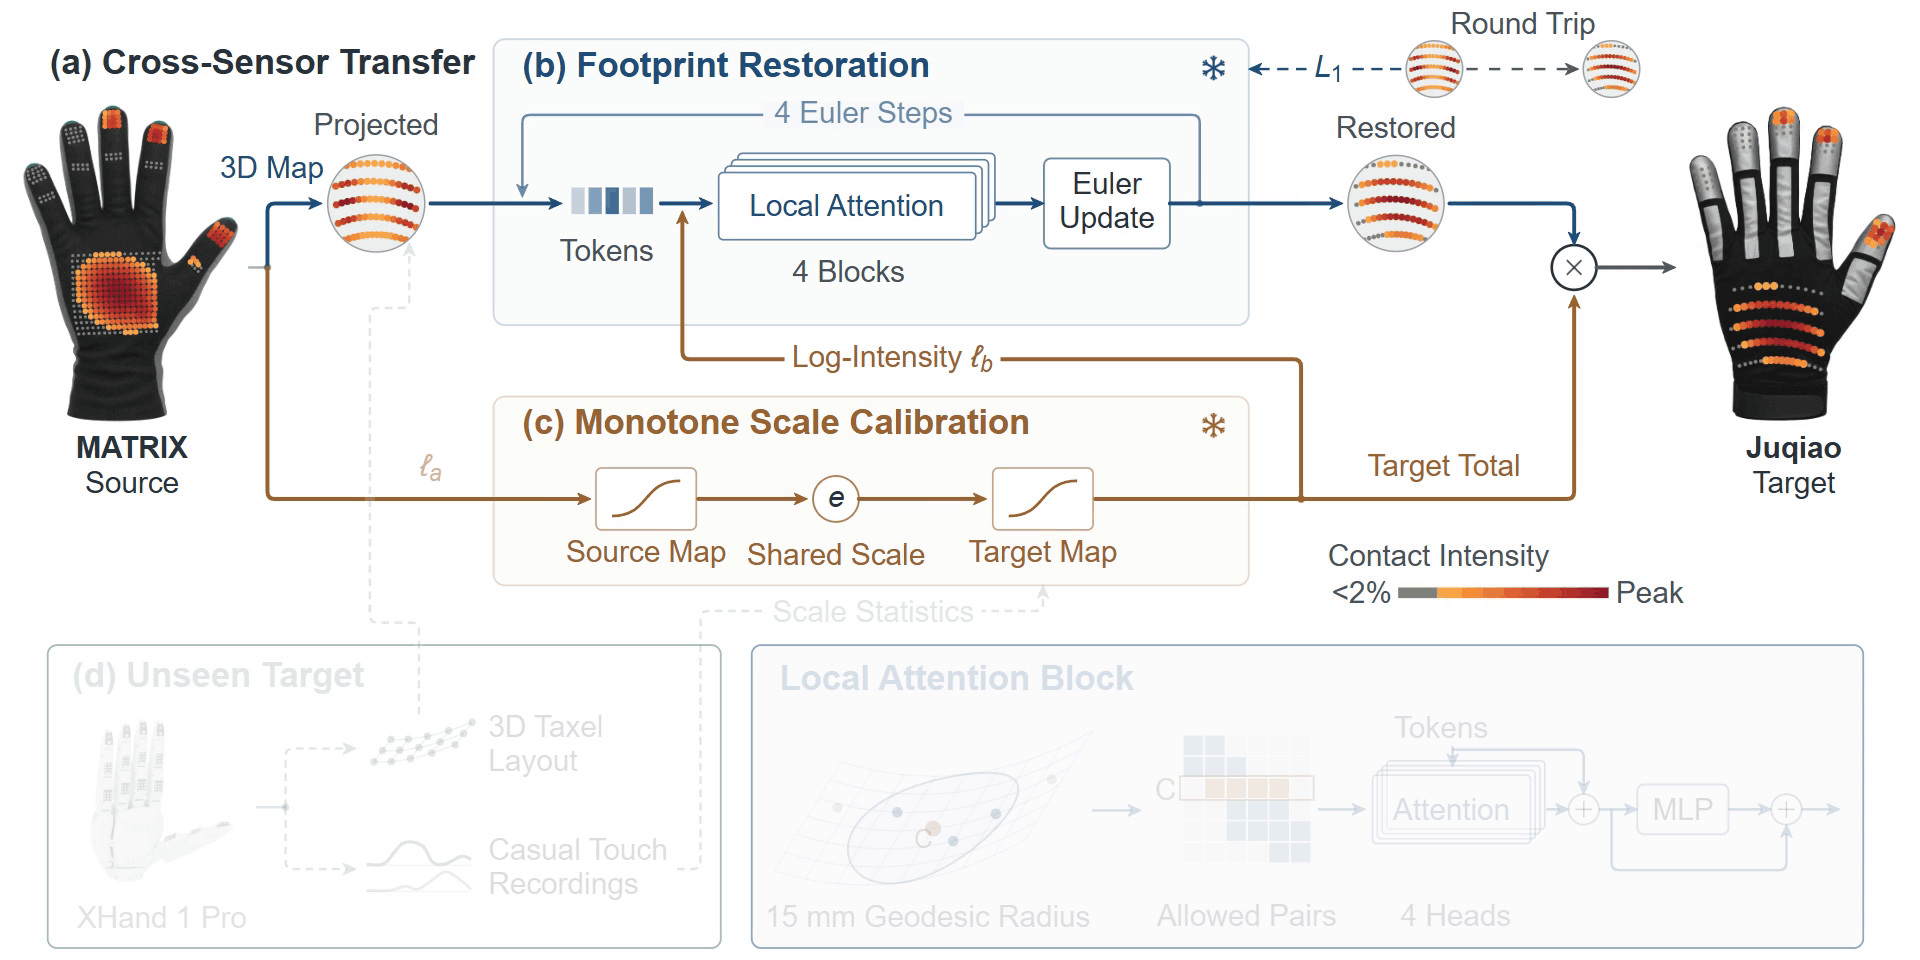 (a) Cross-Sensor Transfer
(b) Footprint Restoration
Round Trip
L1
4 Euler Steps
Projected
Restored
3D Map
Local Attention
Euler
Update
Tokens
4 Blocks
Log-Intensity ℓb
(c) Monotone Scale Calibration
MATRIX
Source
Juqiao
Target
ℓa
Target Total
e
Source Map
Shared Scale
Target Map
Contact Intensity
<2%
Peak
Scale Statistics
(d) Unseen Target
3D Taxel
Layout
Casual Touch
Recordings
XHand 1 Pro
Local Attention Block
Tokens
C
C
Attention
MLP
15 mm Geodesic Radius
Allowed Pairs
4 Heads